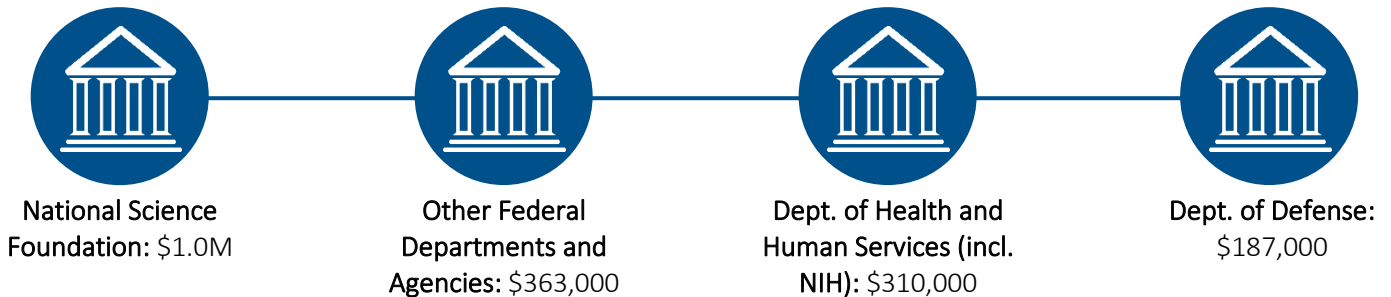 National Science
Foundation: $1.0M
Other Federal
Departments and
Agencies: $363,000
Dept. of Health and
Human Services (incl.
NIH): $310,000
Dept. of Defense:
$187,000